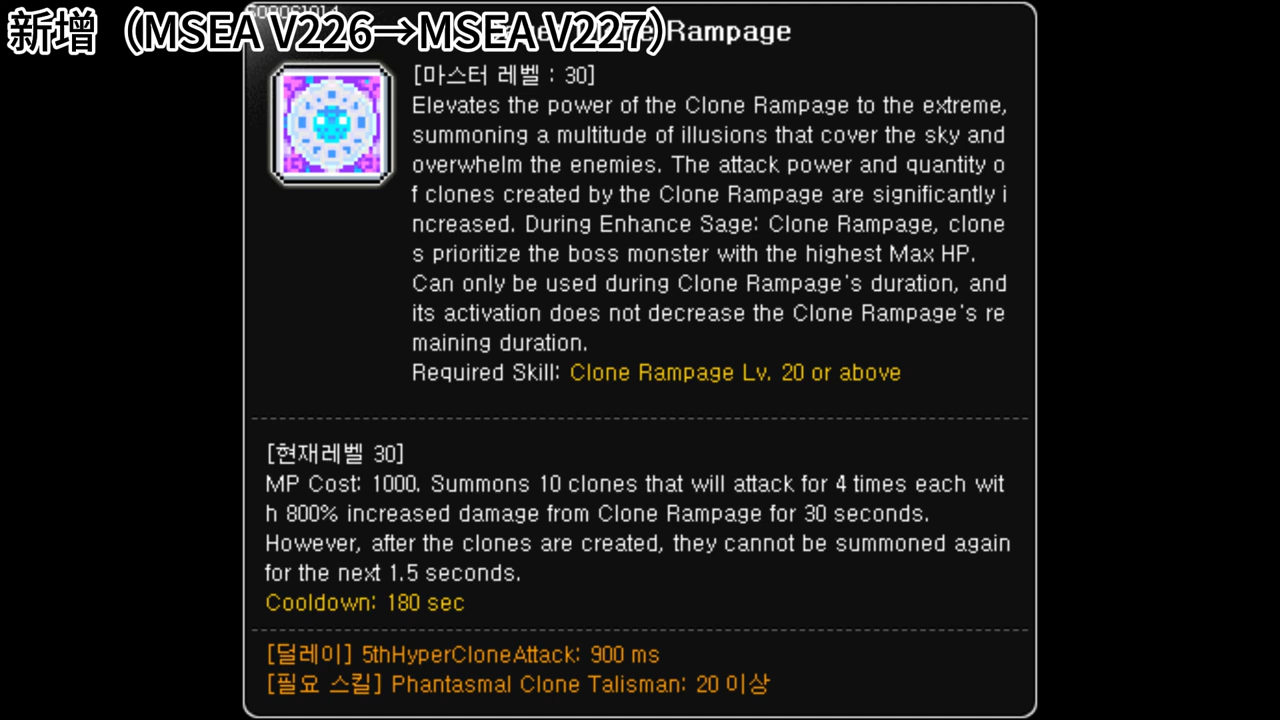 新增（MSEA V226→MSEA V227）
Rampage
[마스터 레벨 : 30]
Elevates the power of the Clone Rampage to the extreme,
summoning a multitude of illusions that cover the sky and
overwhelm the enemies. The attack power and quantity o
f clones created by the Clone Rampage are significantly i
ncreased. During Enhance Sage: Clone Rampage, clone
s prioritize the boss monster with the highest Max HP.
Can only be used during Clone Rampage's duration, and
its activation does not decrease the Clone Rampage's re
maining duration.
Required Skill: Clone Rampage Lv. 20 or above
[현재레벨 30]
MP Cost: 1000. Summons 10 clones that will attack for 4 times each wit
h 800% increased damage from Clone Rampage for 30 seconds.
However, after the clones are created, they cannot be summoned again
for the next 1.5 seconds.
Cooldown: 180 sec
[딜레이] 5thHyperCloneAttack: 900 ms
[필요 스킬] Phantasmal Clone Talisman: 20 이상